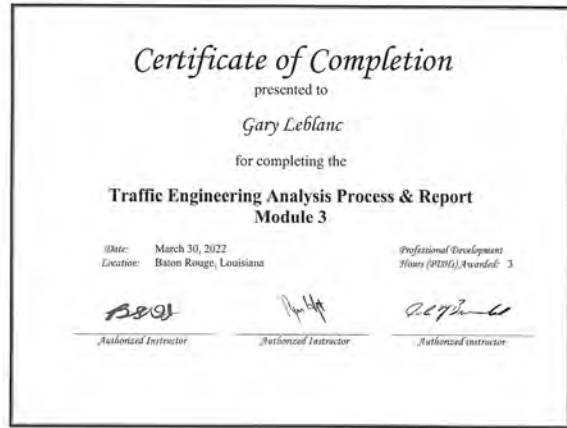 Certificate of Completion
presented to
Gary Leblanc
for completing the
Traffic Engineering Analysis Process & Report
Module 3
Date: March 30, 2022
Location: Baton Rouge, Louisiana
Professional Development
Hours (PDHs) Awarded: 3
Authorized Instructor
Authorized Instructor
Authorized instructor